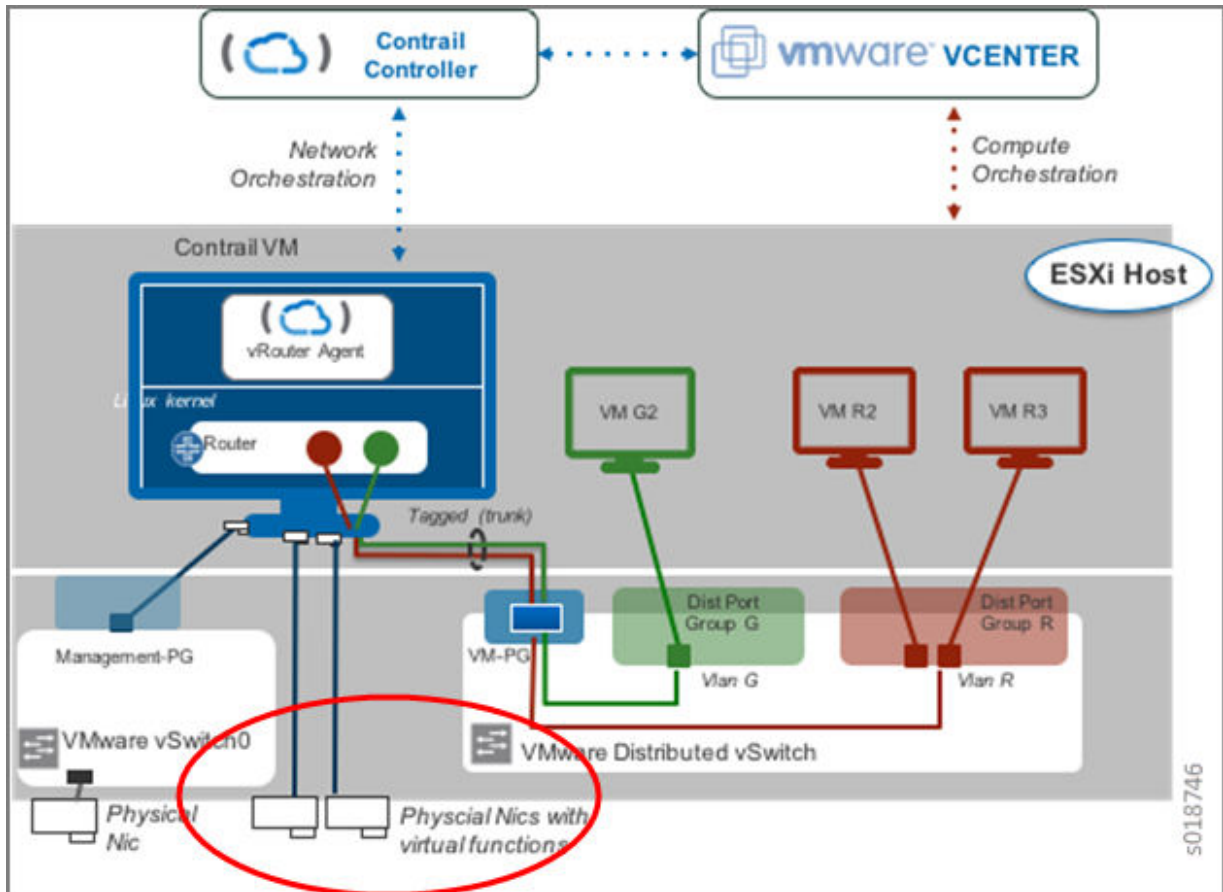 Contrail
Controller
vmware VCENTER
Network
Orchestration
Compute
Orchestration
Contrail VM
ESXi Host
vRouter Agent
Linux kernel
Router
VM G2
VM R2
VM R3
Tagged (trunk)
Management-PG
VM-PG
Dist Port
Group G
Vlan G
Dist Port
Group R
Vlan R
VMware vSwitch0
VMware Distributed vSwitch
Physical
Nic
Physcial Nics with
virtual functions
s018746